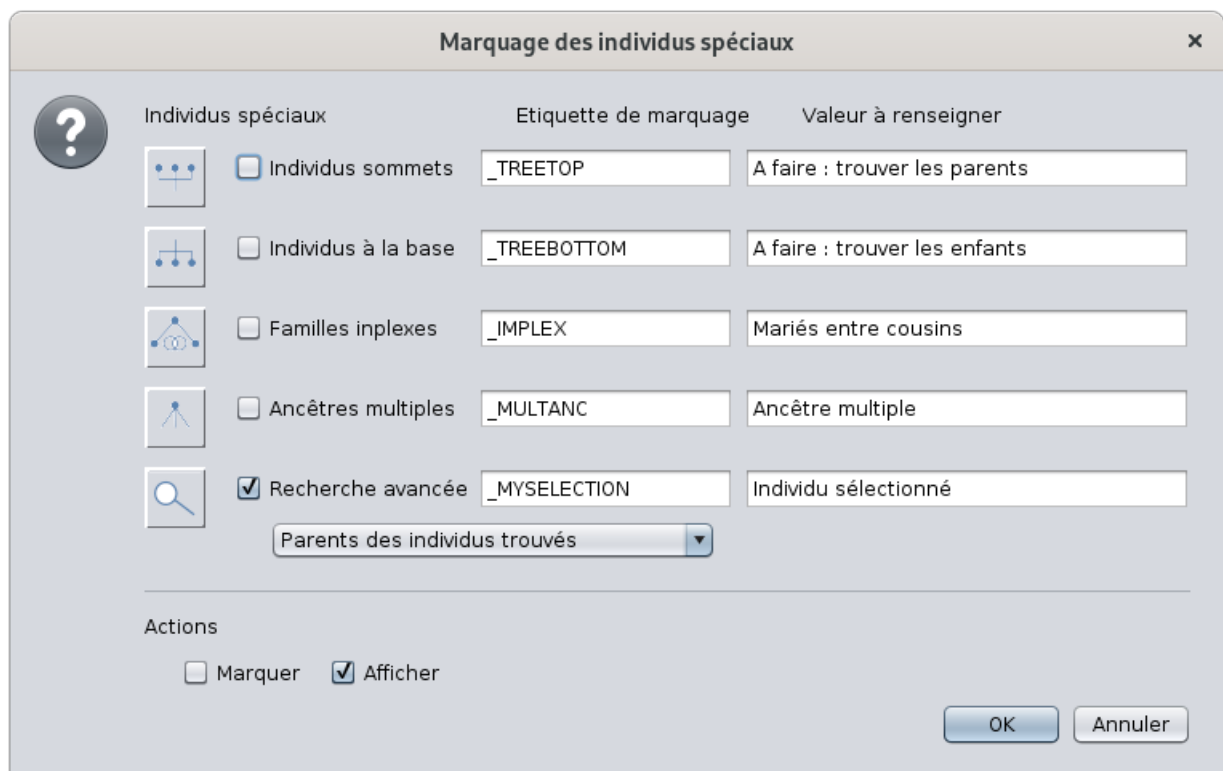 Marquage des individus spéciaux
Individus spéciaux Etiquette de marquage Valeur à renseigner
Individus sommets _TREETOP A faire : trouver les parents
Individus à la base _TREEBOTTOM A faire : trouver les enfants
Familles inplexes _IMPLEX Mariés entre cousins
Ancêtres multiples _MULTANC Ancêtre multiple
Recherche avancée _MYSELECTION Individu sélectionné
Parents des individus trouvés
Actions
Marquer Afficher
OK Annuler